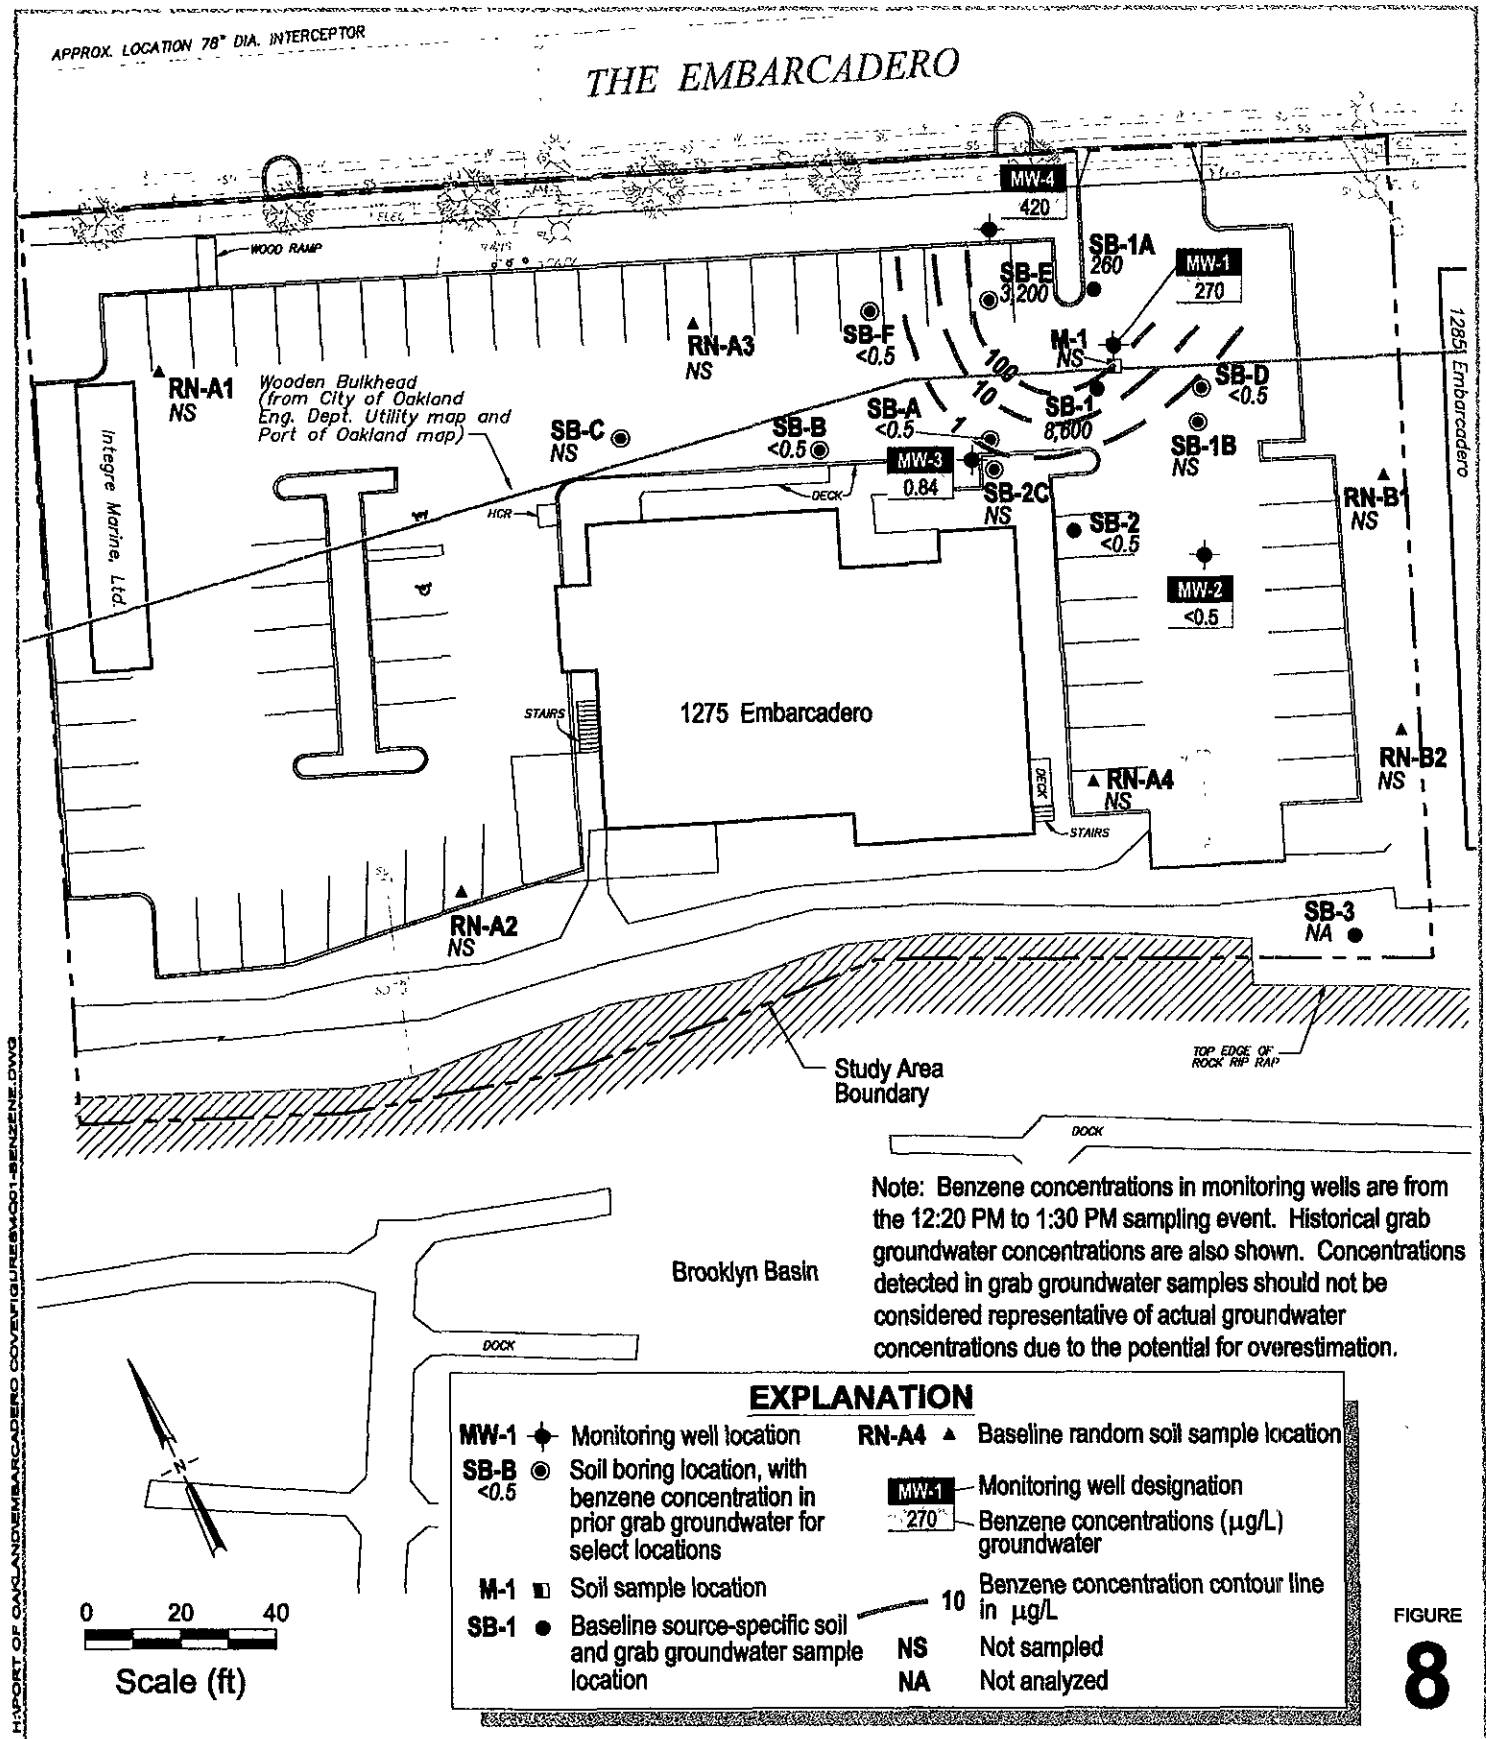 APPROX. LOCATION 78" DIA. INTERCEPTOR
THE EMBARCADERO
MW-4
420
WOOD RAMP
ELEC
SB-1A
260
MW-1
270
SB-E
3,200
SB-F
<0.5
RN-A3
NS
M-1
NS
1285 Embarcadero
RN-A1
NS
Wooden Bulkhead
(from City of Oakland
Eng. Dept. Utility map and
Port of Oakland map)
100
10
1
SB-D
<0.5
SB-A
<0.5
SB-1
8,600
SB-C
NS
SB-B
<0.5
SB-1B
NS
Integre Marine, Ltd.
MW-3
0.84
DECK
SB-2C
NS
RN-B1
NS
HCR
SB-2
<0.5
MW-2
<0.5
1275 Embarcadero
STAIRS
RN-B2
NS
DECK
RN-A4
NS
STAIRS
RN-A2
NS
SB-3
NA
Study Area
Boundary
TOP EDGE OF
ROCK RIP RAP
DOCK
Note: Benzene concentrations in monitoring wells are from
the 12:20 PM to 1:30 PM sampling event. Historical grab
groundwater concentrations are also shown. Concentrations
detected in grab groundwater samples should not be
considered representative of actual groundwater
concentrations due to the potential for overestimation.
Brooklyn Basin
DOCK
N
0 20 40
Scale (ft)
EXPLANATION
MW-1 Monitoring well location
SB-B Soil boring location, with
<0.5 benzene concentration in
prior grab groundwater for
select locations
M-1 Soil sample location
SB-1 Baseline source-specific soil
and grab groundwater sample
location
RN-A4 Baseline random soil sample location
MW-1 Monitoring well designation
270 Benzene concentrations (µg/L)
groundwater
10 Benzene concentration contour line
in µg/L
NS Not sampled
NA Not analyzed
FIGURE
8
H:\PORT OF OAKLAND\EMBARCADERO COVE\FIGURES\4Q01-BENZENE.DWG